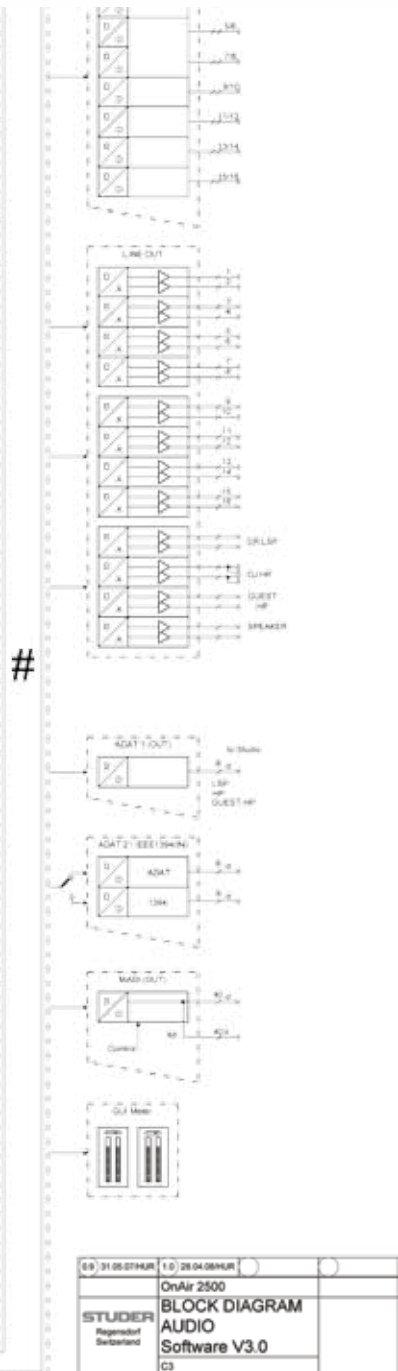 5/6
7/8
9/10
11/12
13/14
15/16
LINE OUT
1
2
3
4
5
6
7
8
9
10
11
12
13
14
15
16
CR LSP
CU HP
GUEST
HP
SPEAKER
#
ADAT 1 (OUT)
to Studio
8
LSP
HP
GUEST HP
ADAT 2 \ IEEE1394(IN)
ADAT
8
1394
8
MADI (OUT)
Control
GUI Meter
0.9 31.05.07/HUR 1.0 28.04.08/HUR
OnAir 2500
STUDER
Regensdorf
Switzerland
BLOCK DIAGRAM
AUDIO
Software V3.0
C3